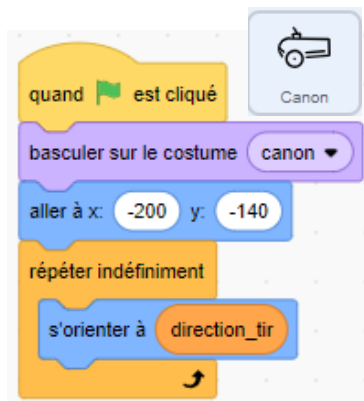 quand est cliqué
Canon
basculer sur le costume canon
aller à x: -200 y: -140
répéter indéfiniment
s'orienter à direction_tir